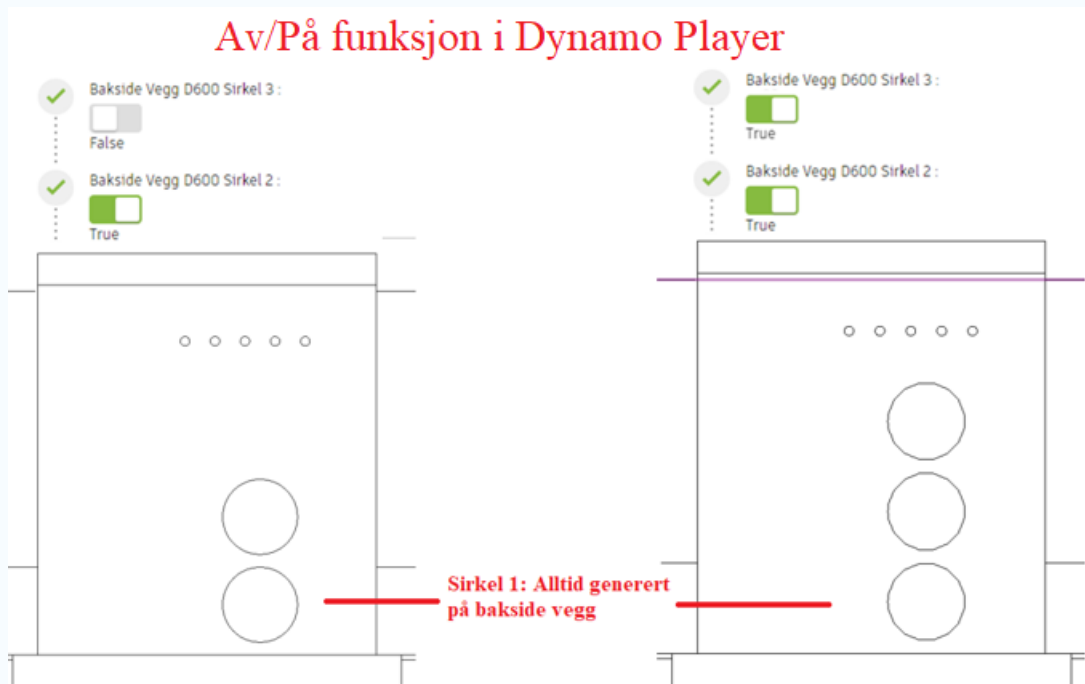 Av/På funksjon i Dynamo Player
Bakside Vegg D600 Sirkel 3 :
False
Bakside Vegg D600 Sirkel 2 :
True
Bakside Vegg D600 Sirkel 3 :
True
Bakside Vegg D600 Sirkel 2 :
True
Sirkel 1: Alltid generert
på bakside vegg